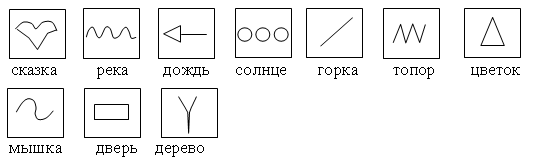 сказка река дождь солнце горка топор цветок
мышка дверь дерево